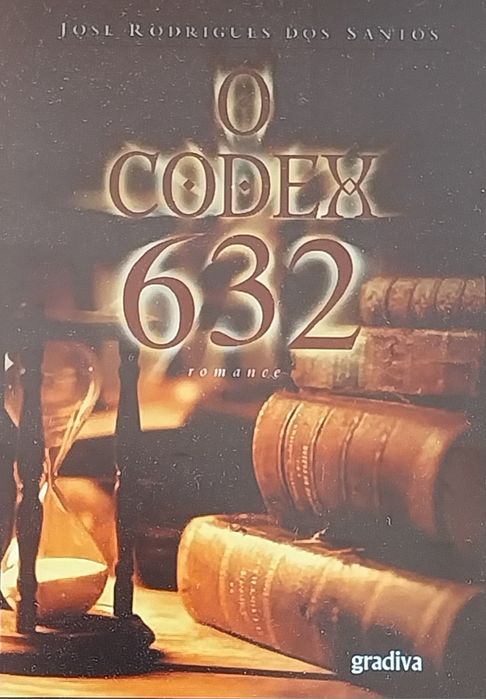 JOSÉ RODRIGUES DOS SANTOS
O
CODEX
632
romance
gradiva